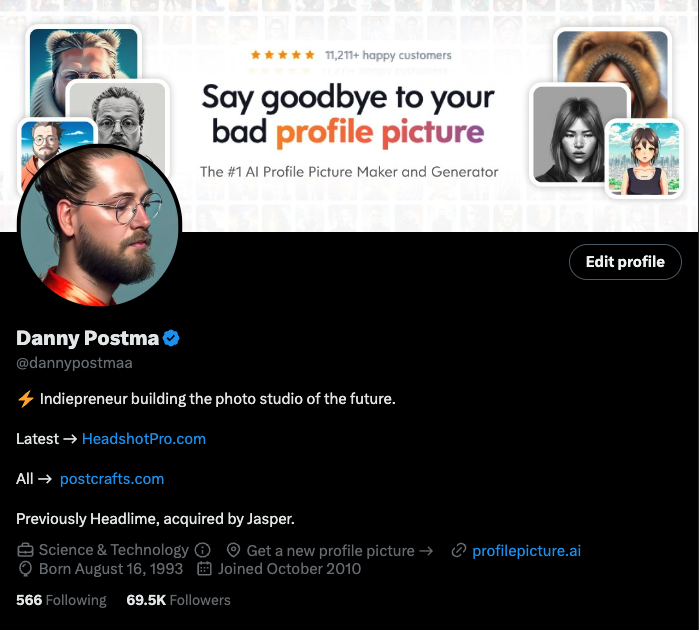 11,211+ happy customers
Say goodbye to your
bad profile picture
The #1 AI Profile Picture Maker and Generator
Edit profile
Danny Postma
@dannypostmaa
⚡ Indiepreneur building the photo studio of the future.
Latest → HeadshotPro.com
All → postcrafts.com
Previously Headlime, acquired by Jasper.
Science & Technology Get a new profile picture → profilepicture.ai
Born August 16, 1993 Joined October 2010
566 Following 69.5K Followers